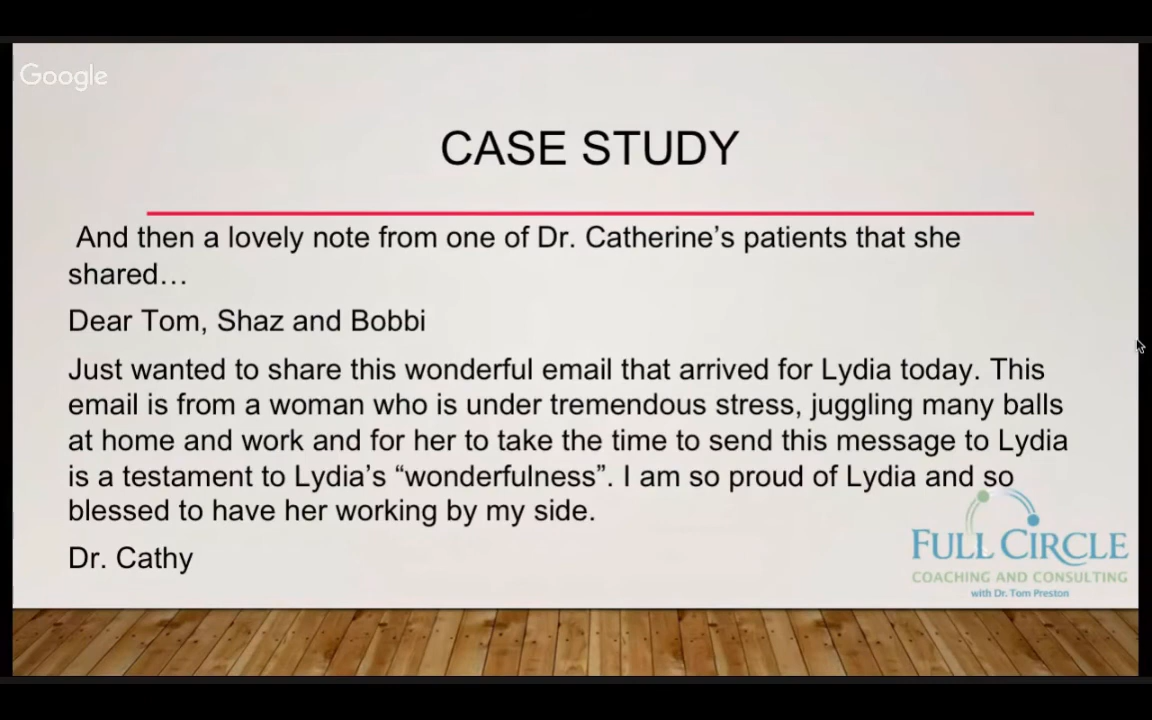 Google
CASE STUDY
And then a lovely note from one of Dr. Catherine’s patients that she
shared…
Dear Tom, Shaz and Bobbi
Just wanted to share this wonderful email that arrived for Lydia today. This
email is from a woman who is under tremendous stress, juggling many balls
at home and work and for her to take the time to send this message to Lydia
is a testament to Lydia’s “wonderfulness”. I am so proud of Lydia and so
blessed to have her working by my side.
Dr. Cathy
FULL CIRCLE
COACHING AND CONSULTING
with Dr. Tom Preston